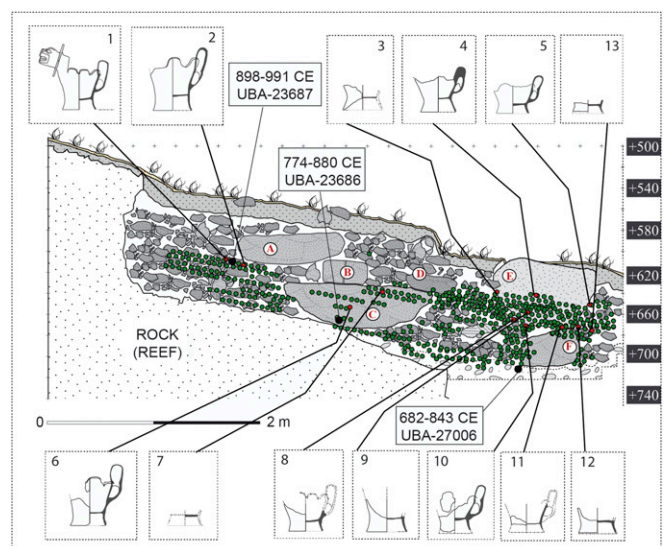 1
2
3
4
5
13
898-991 CE
UBA-23687
774-880 CE
UBA-23686
+500
+540
+580
+620
+660
+700
+740
A
B
C
D
E
F
ROCK
(REEF)
0 2 m
682-843 CE
UBA-27006
6
7
8
9
10
11
12